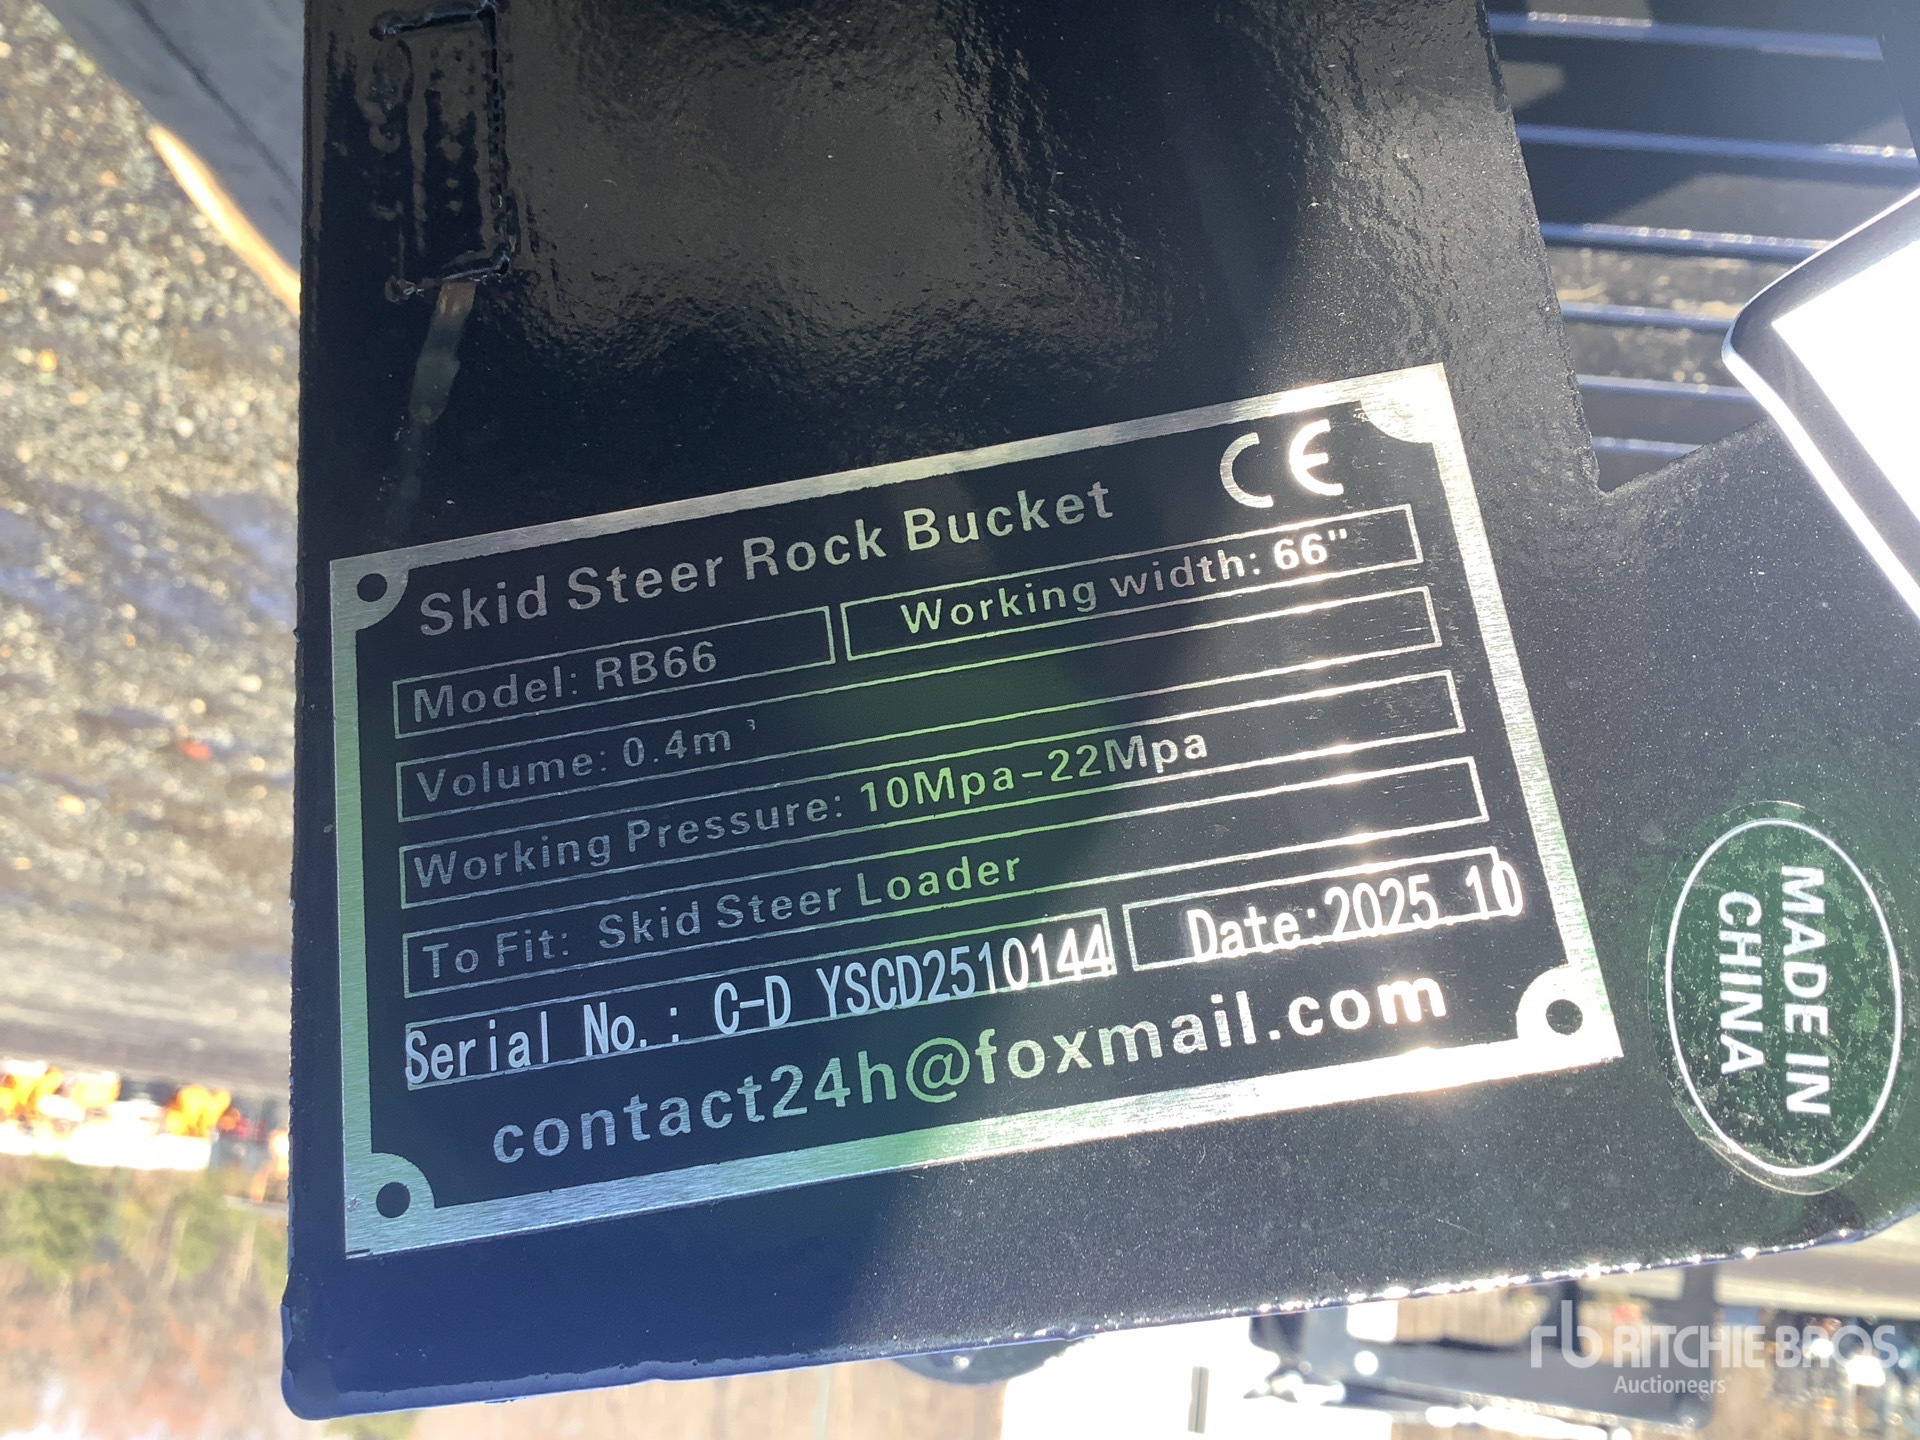 CE
Skid Steer Rock Bucket
Model: RB66
Working width: 66"
Volume: 0.4m³
Working Pressure: 10Mpa-22Mpa
To Fit: Skid Steer Loader
Serial No.: C-D YSCD2510144
Date:2025.10
contact24h@foxmail.com
MADE IN
CHINA
rb RITCHIE BROS.
Auctioneers